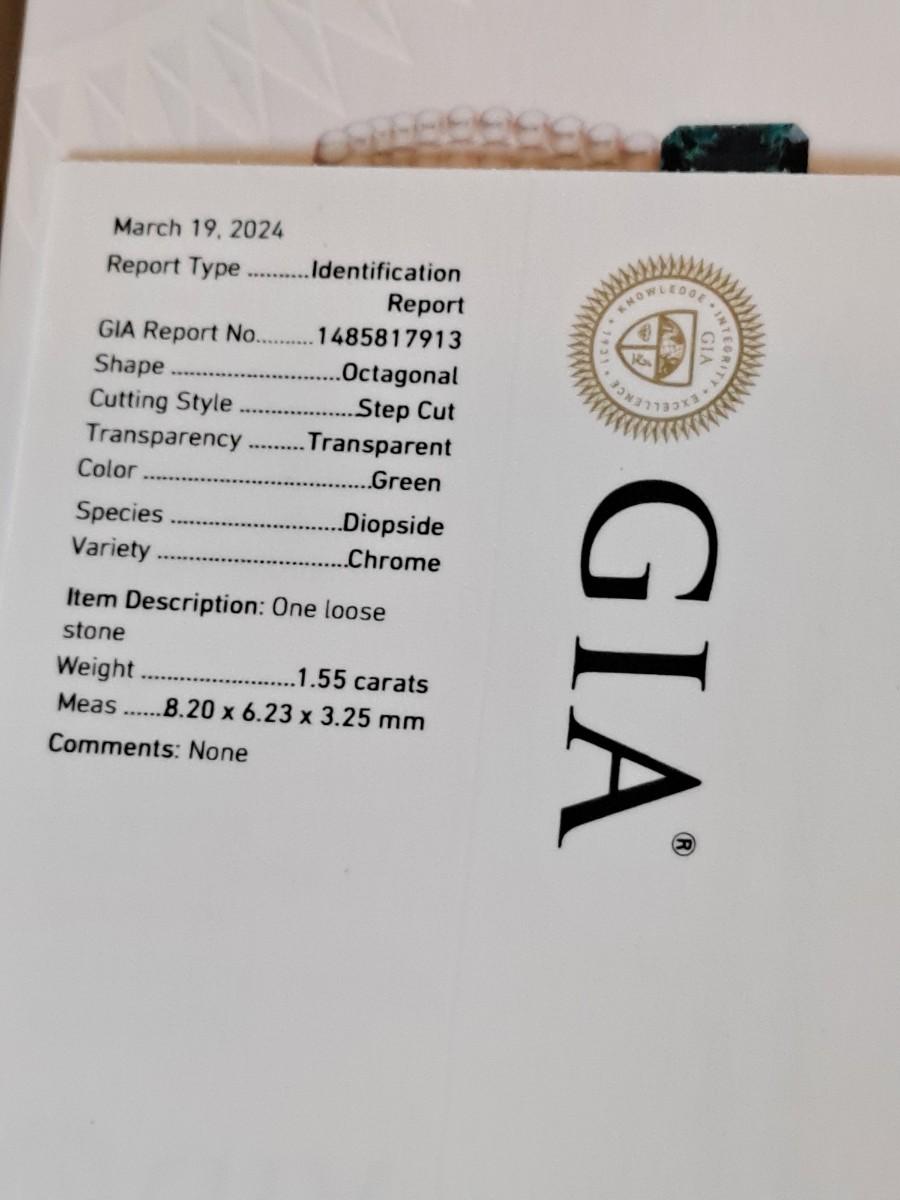 March 19, 2024
Report Type ..........Identification
Report
GIA Report No..........1485817913
Shape ...........................Octagonal
Cutting Style ...................Step Cut
Transparency .........Transparent
Color .....................................Green
Species ............................Diopside
Variety ..............................Chrome
Item Description: One loose
stone
Weight .........................1.55 carats
Meas ......8.20 x 6.23 x 3.25 mm
Comments: None
KNOWLEDGE • INTEGRITY • EXCELLENCE • 1931 •
GIA
GIA®